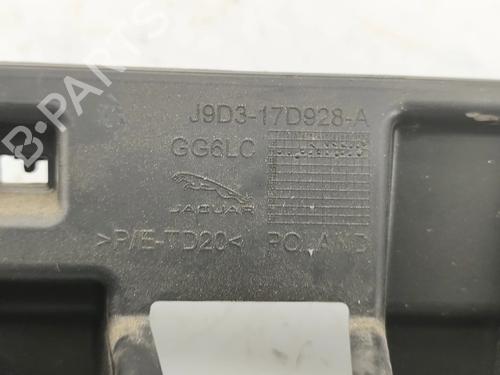 J9D3-17D928-A
GG6LC
JAGUAR
>P/E-TD20< POLAND
B-PARTS